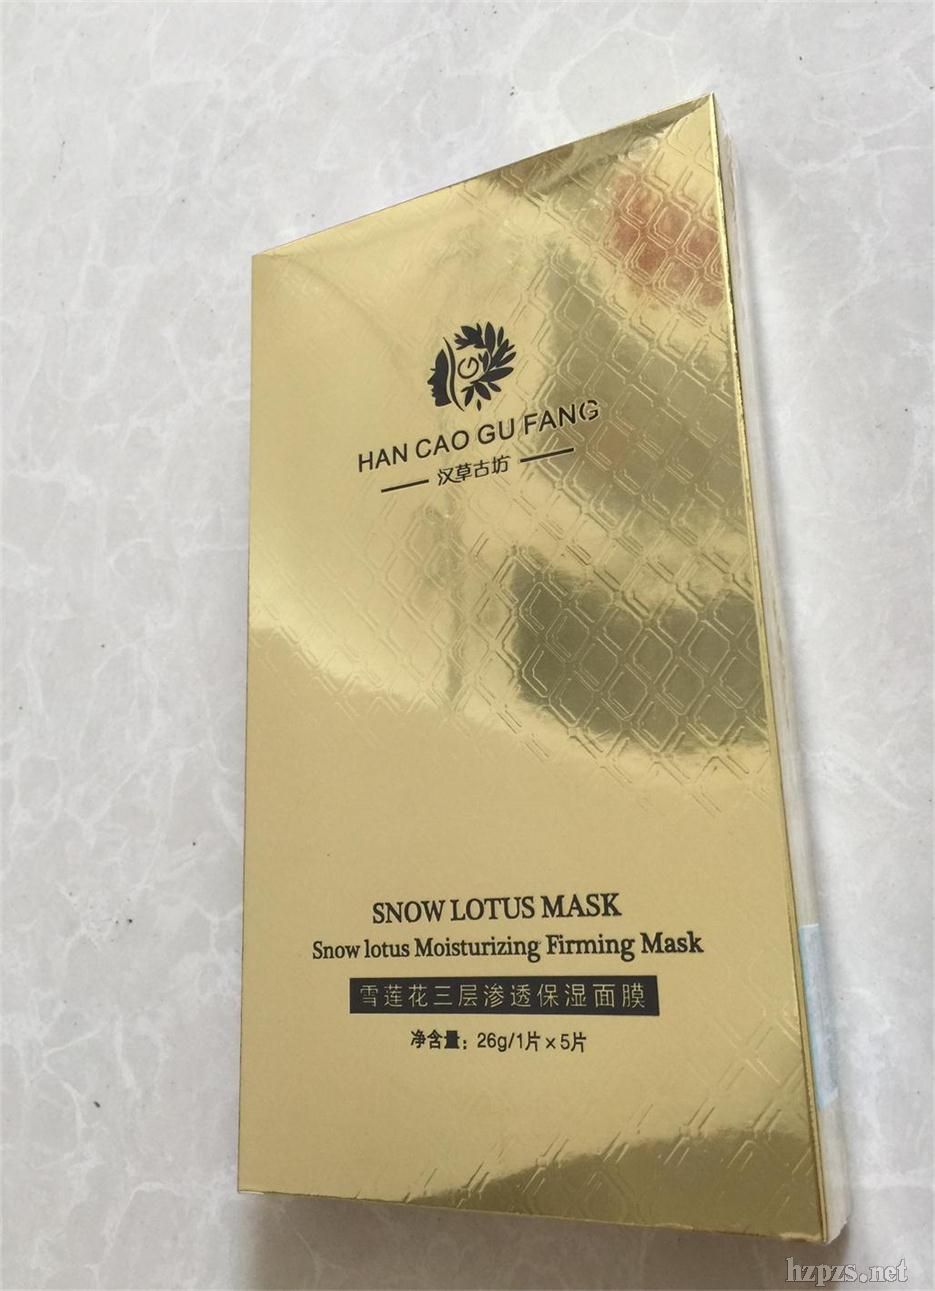 HAN CAO GU FANG
汉草古坊
SNOW LOTUS MASK
Snow lotus Moisturizing Firming Mask
雪莲花三层渗透保湿面膜
净含量：26g/1片×5片
hzpzs.net